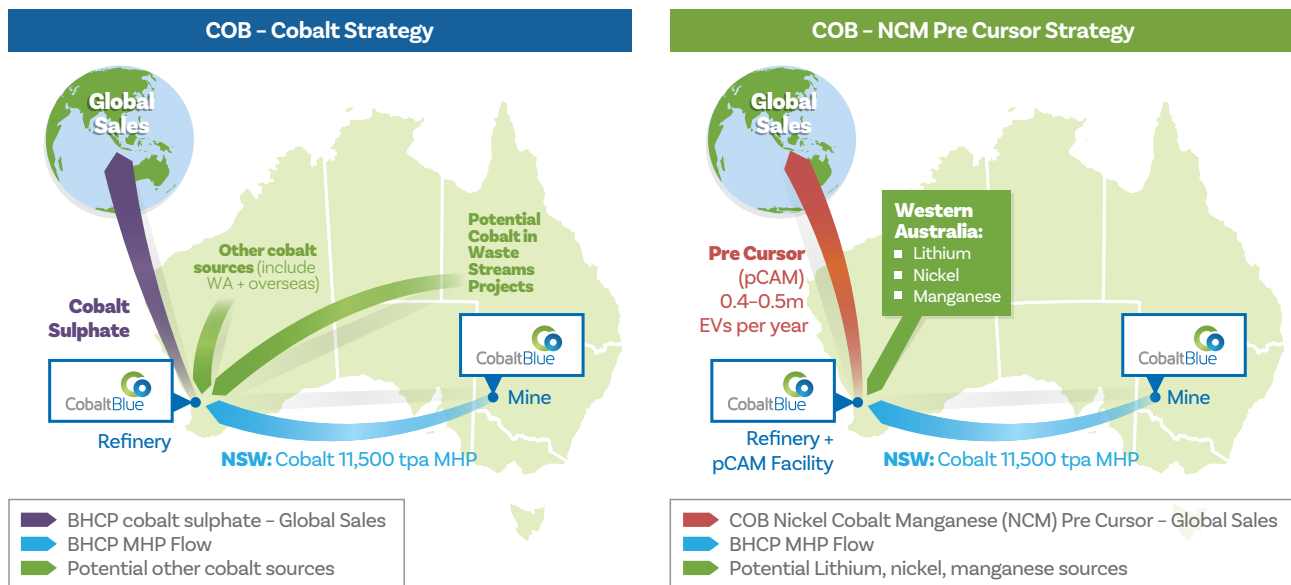 COB – Cobalt Strategy
Global
Sales
Other cobalt
sources (include
WA + overseas)
Potential
Cobalt in
Waste
Streams
Projects
Cobalt
Sulphate
CobaltBlue
Refinery
CobaltBlue
Mine
NSW: Cobalt 11,500 tpa MHP
BHCP cobalt sulphate – Global Sales
BHCP MHP Flow
Potential other cobalt sources
COB – NCM Pre Cursor Strategy
Global
Sales
Western
Australia:
Lithium
Nickel
Manganese
Pre Cursor
(pCAM)
0.4–0.5m
EVs per year
CobaltBlue
Refinery +
pCAM Facility
CobaltBlue
Mine
NSW: Cobalt 11,500 tpa MHP
COB Nickel Cobalt Manganese (NCM) Pre Cursor – Global Sales
BHCP MHP Flow
Potential Lithium, nickel, manganese sources